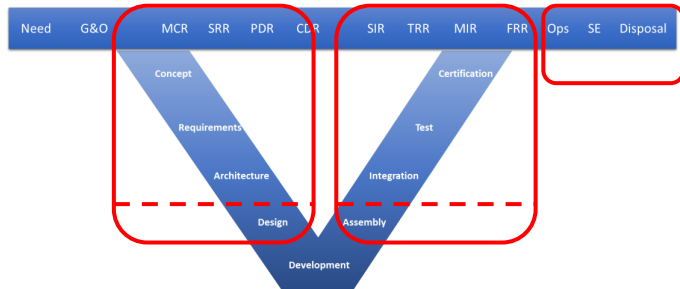 Need G&O MCR SRR PDR CDR SIR TRR MIR FRR Ops SE Disposal
Concept Certification
Requirements Test
Architecture Integration
Design Assembly
Development